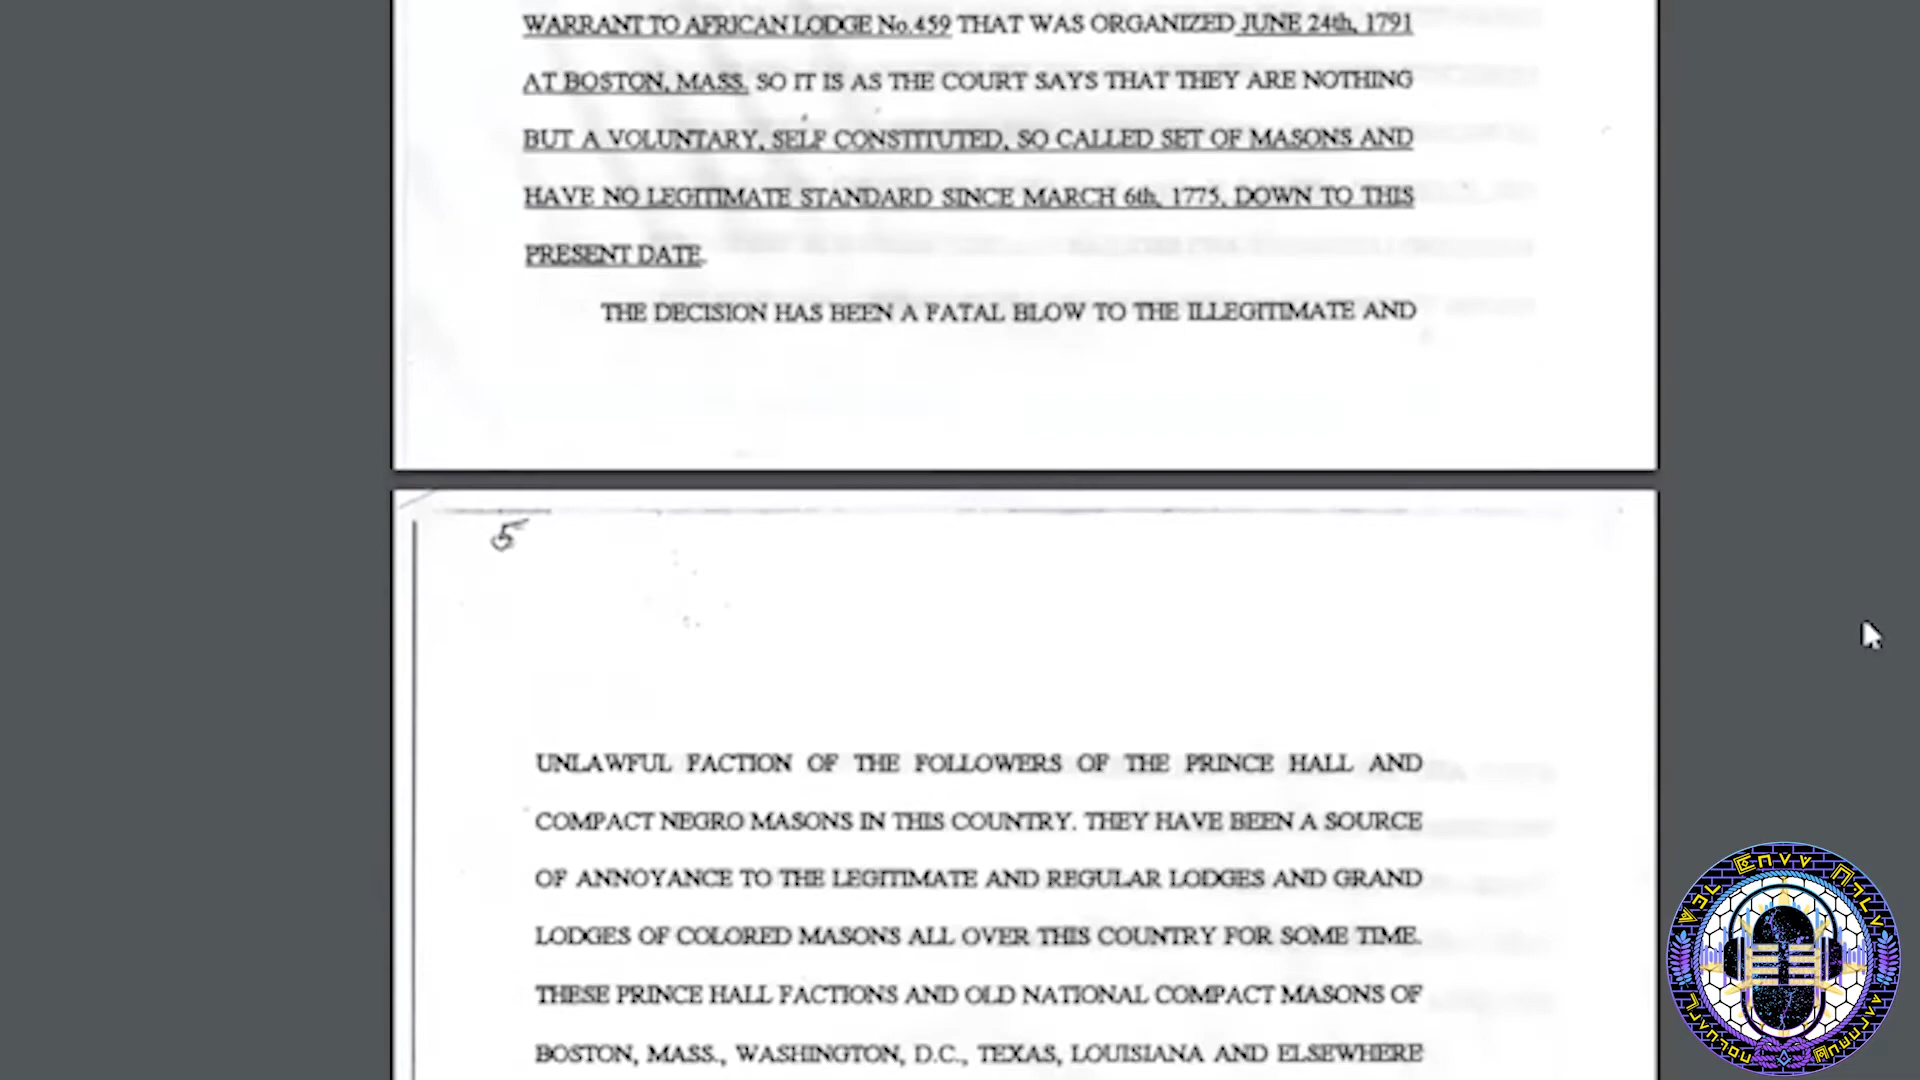 WARRANT TO AFRICAN LODGE No.459 THAT WAS ORGANIZED JUNE 24th, 1791
AT BOSTON, MASS. SO IT IS AS THE COURT SAYS THAT THEY ARE NOTHING
BUT A VOLUNTARY, SELF CONSTITUTED, SO CALLED SET OF MASONS AND
HAVE NO LEGITIMATE STANDARD SINCE MARCH 6th, 1775, DOWN TO THIS
PRESENT DATE.
THE DECISION HAS BEEN A FATAL BLOW TO THE ILLEGITIMATE AND
5
UNLAWFUL FACTION OF THE FOLLOWERS OF THE PRINCE HALL AND
COMPACT NEGRO MASONS IN THIS COUNTRY. THEY HAVE BEEN A SOURCE
OF ANNOYANCE TO THE LEGITIMATE AND REGULAR LODGES AND GRAND
LODGES OF COLORED MASONS ALL OVER THIS COUNTRY FOR SOME TIME.
THESE PRINCE HALL FACTIONS AND OLD NATIONAL COMPACT MASONS OF
BOSTON, MASS., WASHINGTON, D.C., TEXAS, LOUISIANA AND ELSEWHERE